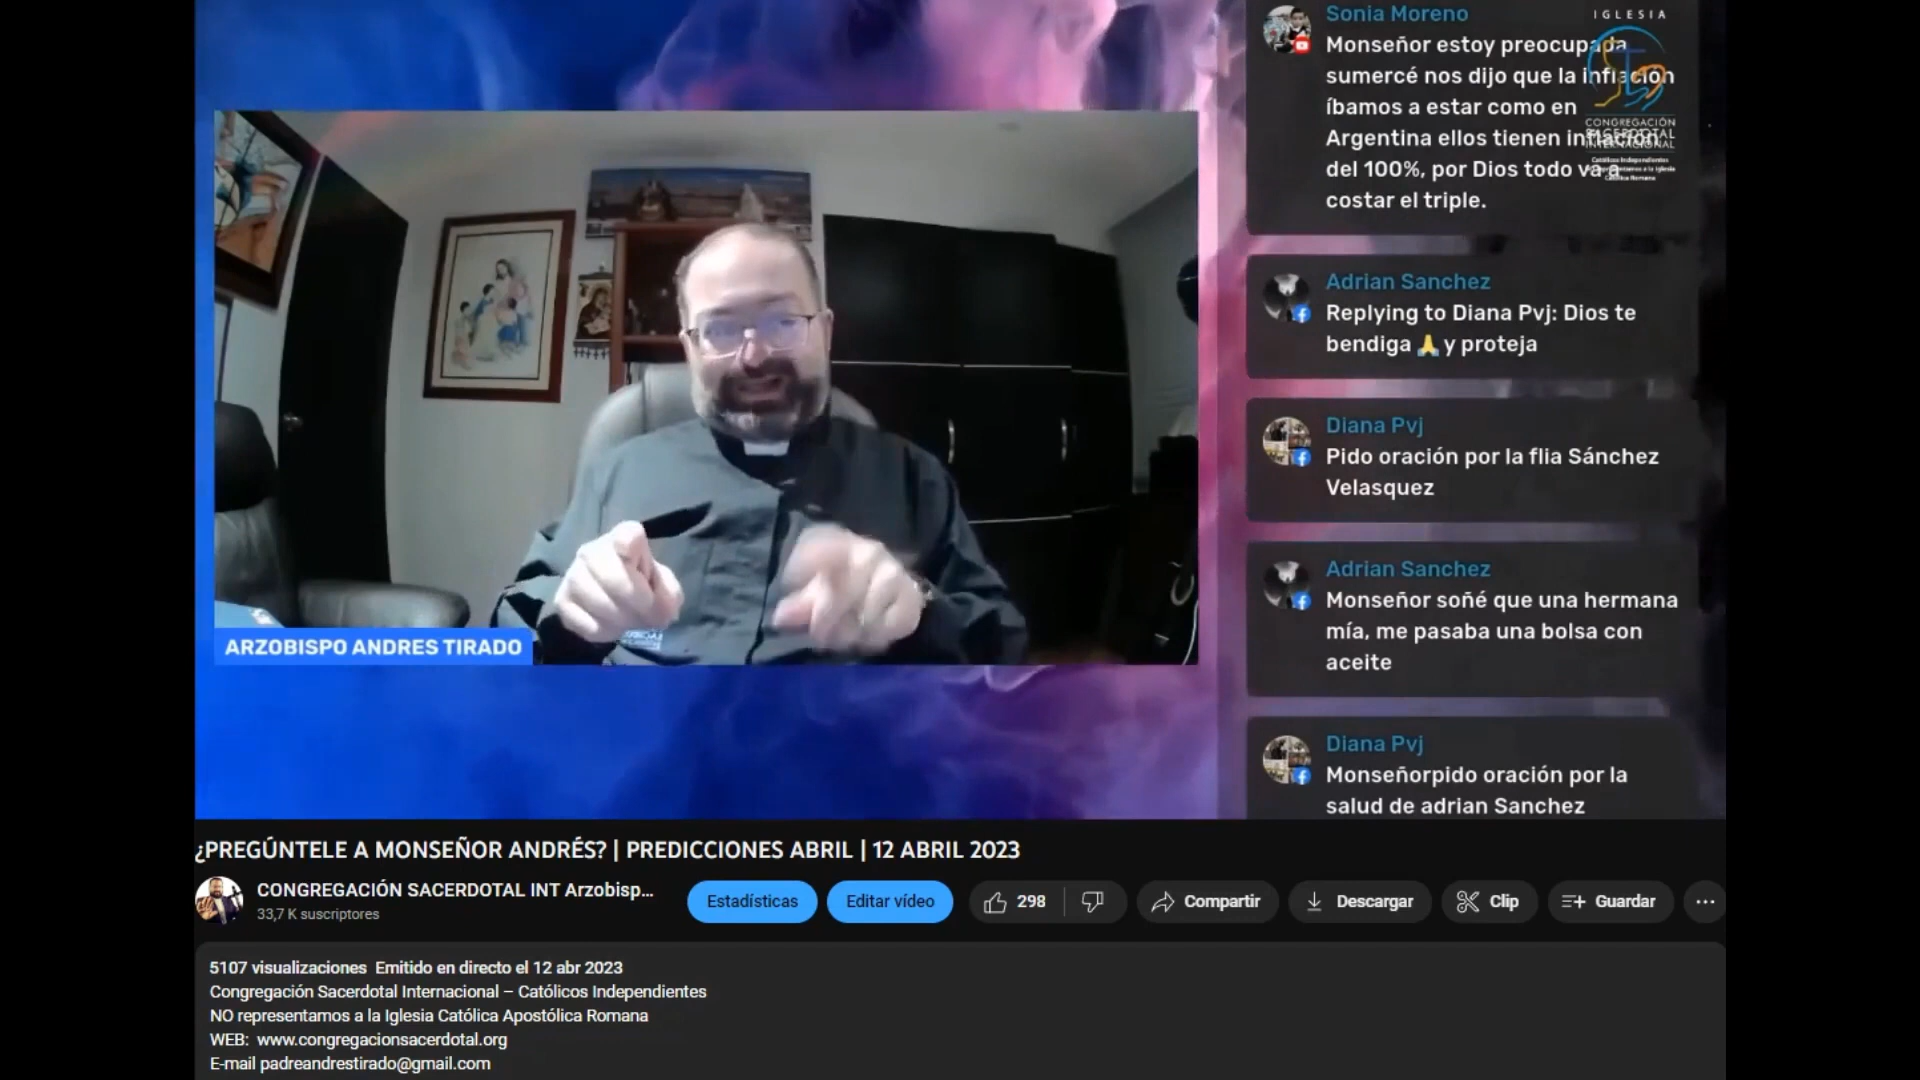 Sonia Moreno
Monseñor estoy preocupada
sumercé nos dijo que la inflación
íbamos a estar como en
Argentina ellos tienen inflación
del 100%, por Dios todo va a
costar el triple.
IGLESIA
CONGREGACIÓN
SACERDOTAL
INTERNACIONAL
Católicos Independientes
Adrian Sanchez
Replying to Diana Pvj: Dios te
bendiga 🙏 y proteja
Diana Pvj
Pido oración por la flia Sánchez
Velasquez
Adrian Sanchez
Monseñor soñé que una hermana
mía, me pasaba una bolsa con
aceite
Diana Pvj
Monseñorpido oración por la
salud de adrian Sanchez
ARZOBISPO ANDRES TIRADO
¿PREGÚNTELE A MONSEÑOR ANDRÉS? | PREDICCIONES ABRIL | 12 ABRIL 2023
CONGREGACIÓN SACERDOTAL INT Arzobisp...
33,7 K suscriptores
Estadísticas
Editar vídeo
298
Compartir
Descargar
Clip
Guardar
5107 visualizaciones Emitido en directo el 12 abr 2023
Congregación Sacerdotal Internacional – Católicos Independientes
NO representamos a la Iglesia Católica Apostólica Romana
WEB: www.congregacionsacerdotal.org
E-mail padreandrestirado@gmail.com